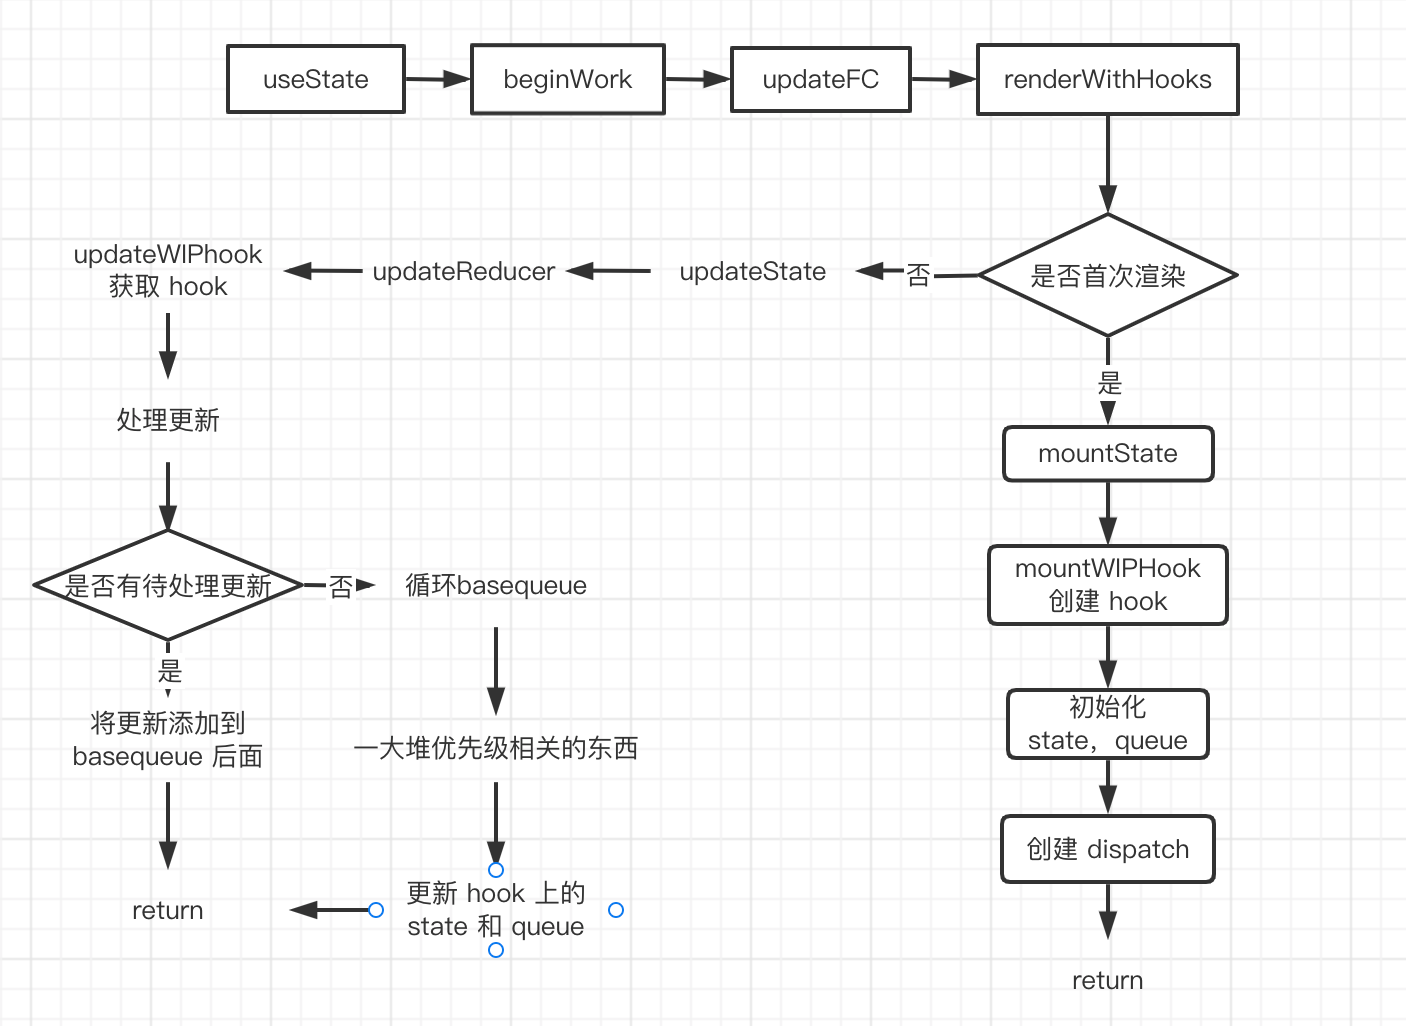 useState
beginWork
updateFC
renderWithHooks
是否首次渲染
否
updateState
updateReducer
updateWIPhook
获取 hook
处理更新
是否有待处理更新
否
循环basequeue
是
将更新添加到
basequeue 后面
一大堆优先级相关的东西
更新 hook 上的
state 和 queue
return
是
mountState
mountWIPHook
创建 hook
初始化
state，queue
创建 dispatch
return